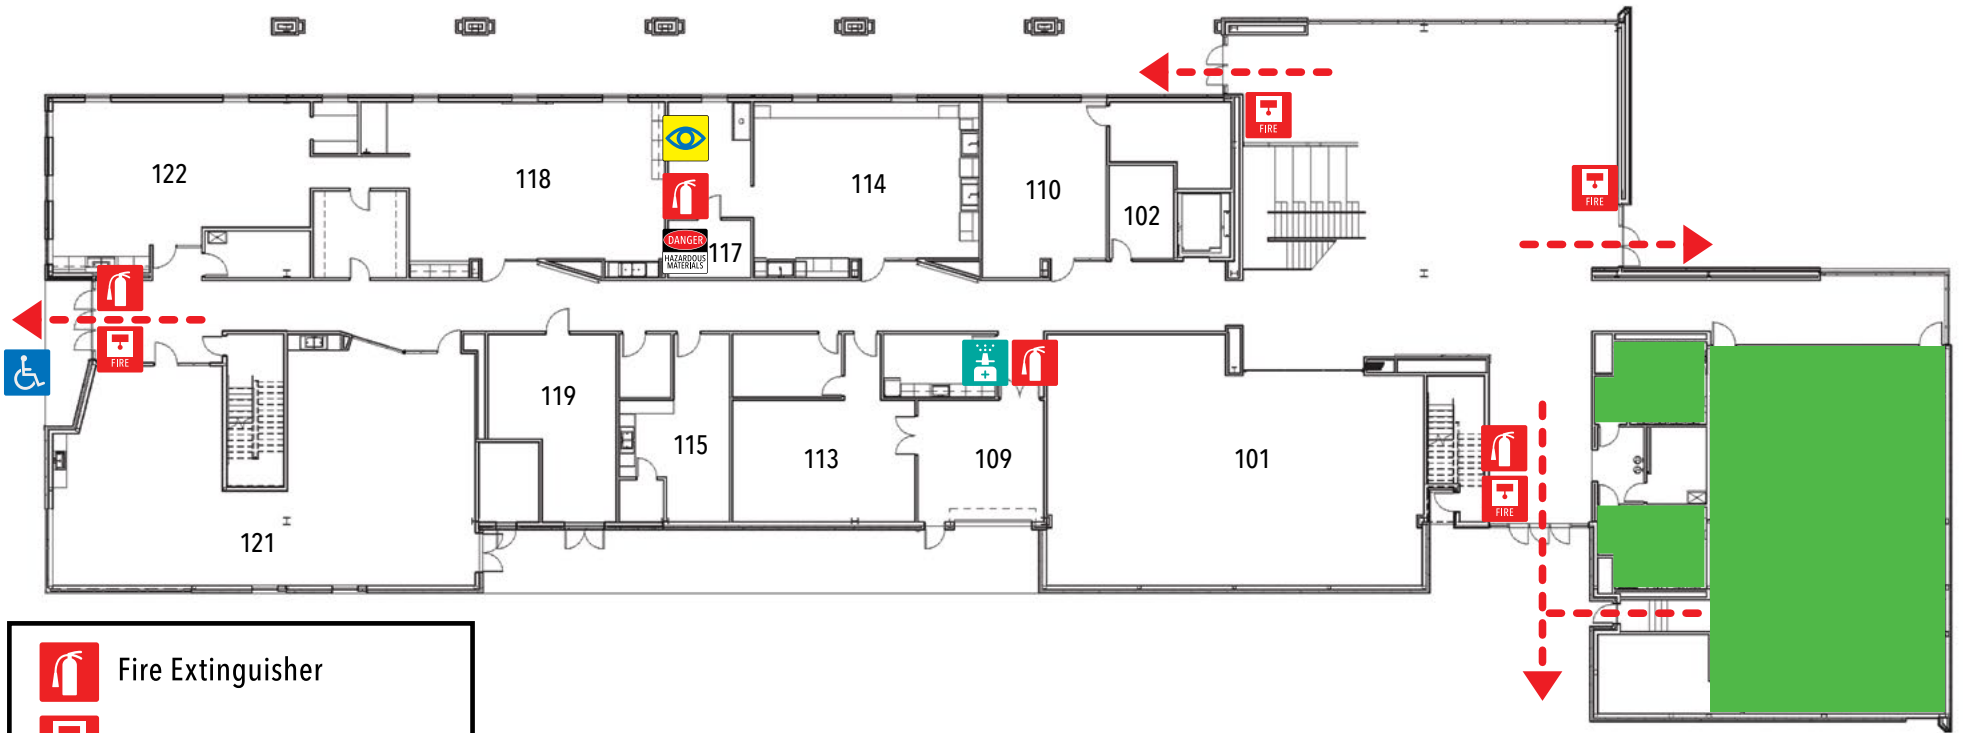 FIRE
122
118
114
110
102
FIRE
DANGER
HAZARDOUS
MATERIALS
117
FIRE
119
115
113
109
101
FIRE
121
Fire Extinguisher